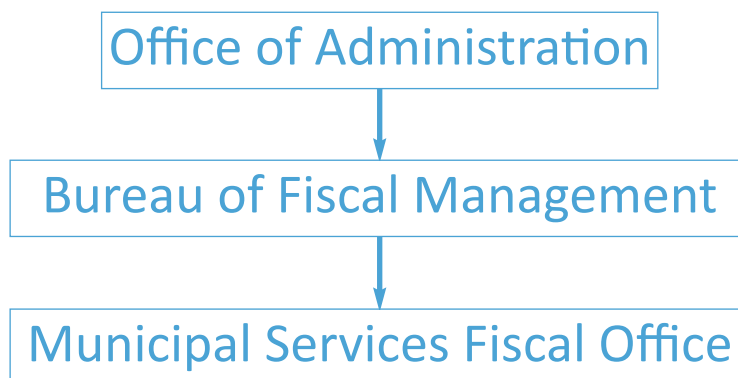 Office of Administration
Bureau of Fiscal Management
Municipal Services Fiscal Office